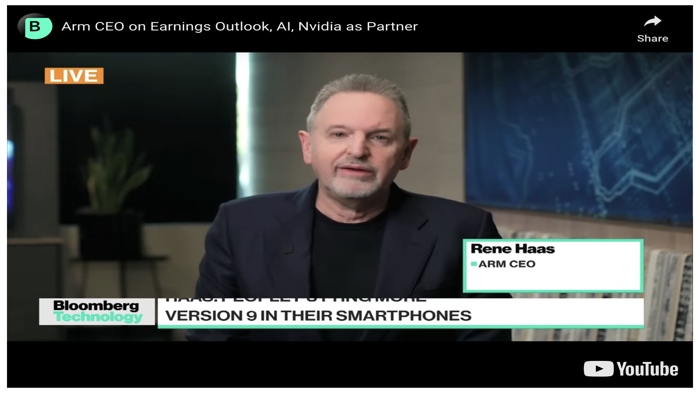 B
Arm CEO on Earnings Outlook, AI, Nvidia as Partner
Share
LIVE
Rene Haas
ARM CEO
Bloomberg
Technology
HAAS: PEOPLE PUTTING MORE
VERSION 9 IN THEIR SMARTPHONES
YouTube